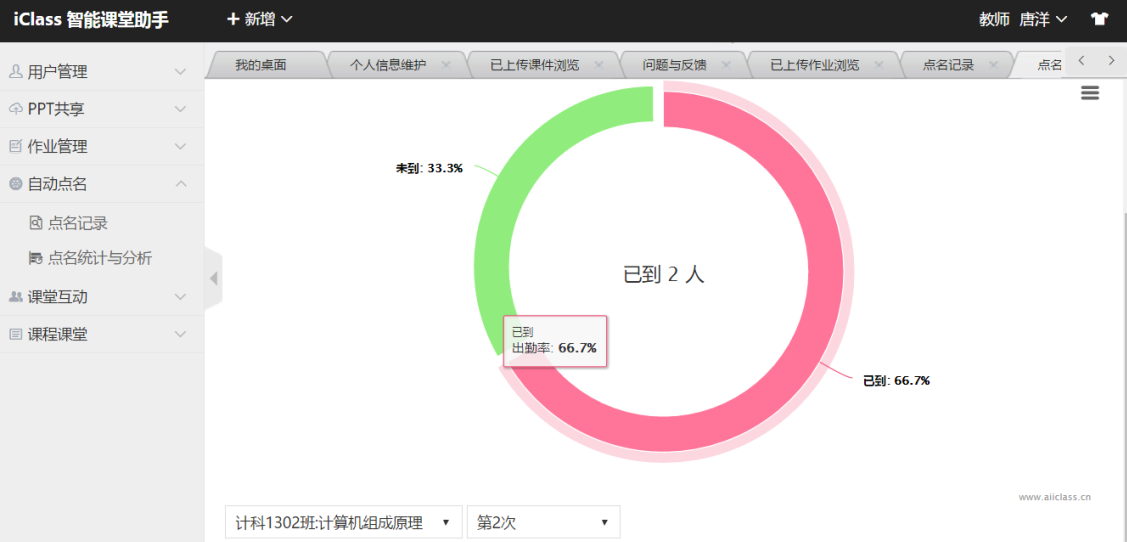 iClass 智能课堂助手
新增
教师 唐洋
我的桌面
个人信息维护
已上传课件浏览
问题与反馈
已上传作业浏览
点名记录
点名
用户管理
PPT共享
作业管理
自动点名
点名记录
点名统计与分析
课堂互动
课程课堂
未到: 33.3%
已到 2 人
已到
出勤率: 66.7%
已到: 66.7%
www.aiiclass.cn
计科1302班:计算机组成原理
第2次